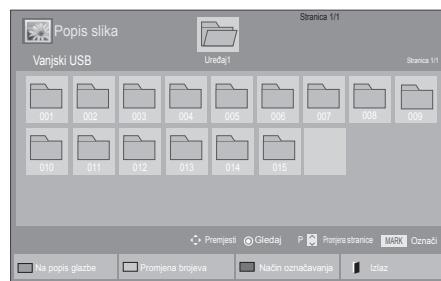 Stranica 1/1
Popis slika
Vanjski USB
Uređaj1
Stranica 1/1
001 002 003 004 005 006 007 008 009
010 011 012 013 014 015
Premjesti Gledaj P Promjena stranice MARK Označi
Na popis glazbe Promjena brojeva Način označavanja Izlaz